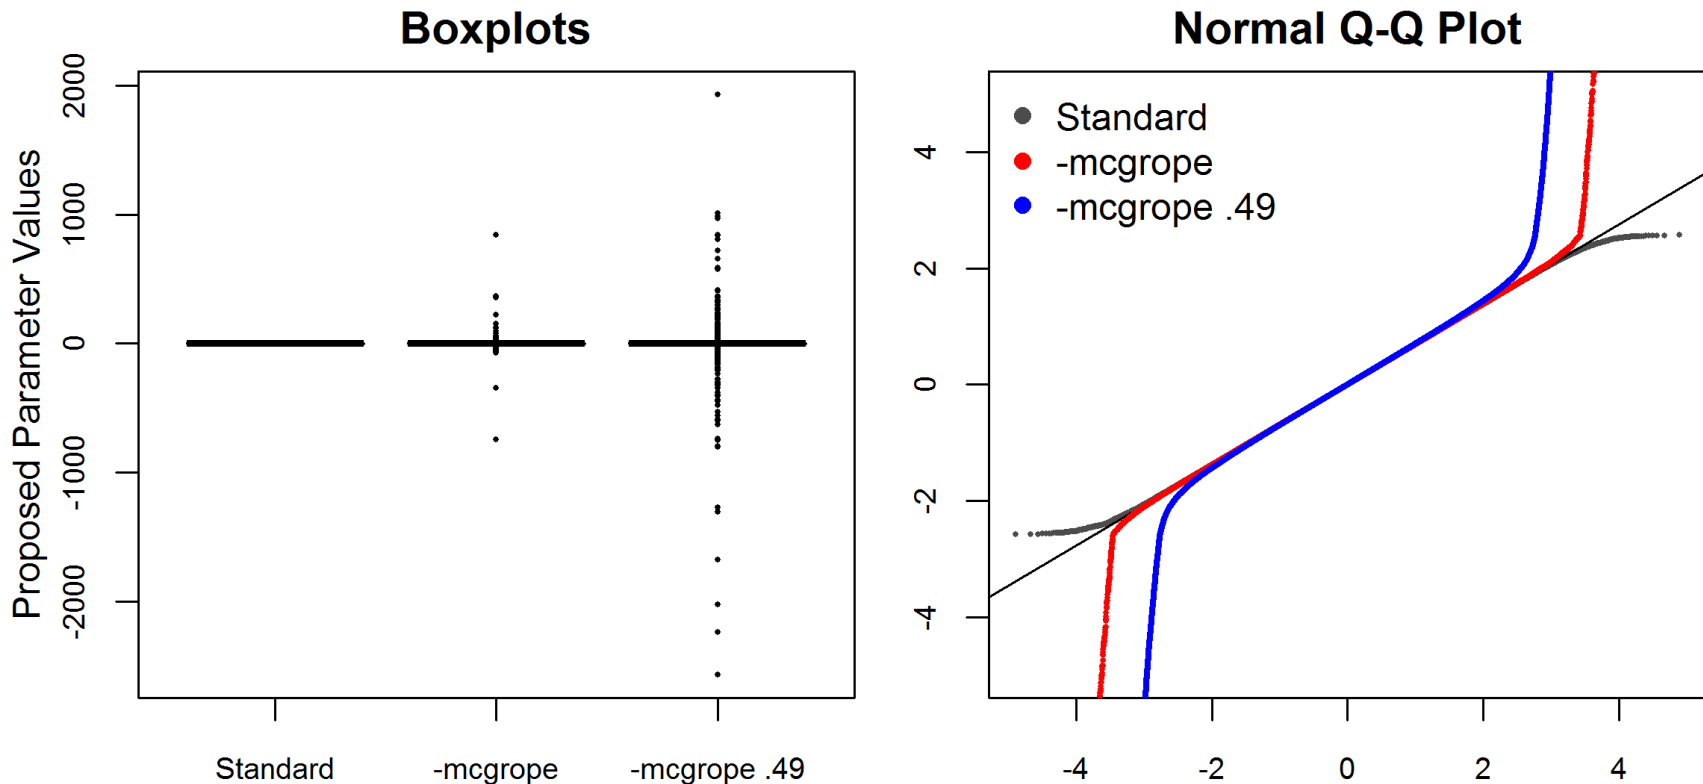 Boxplots
Proposed Parameter Values
2000
1000
0
-1000
-2000
Standard
-mcgrope
-mcgrope .49
Normal Q-Q Plot
Standard
-mcgrope
-mcgrope .49
4
2
0
-2
-4
-4
-2
0
2
4